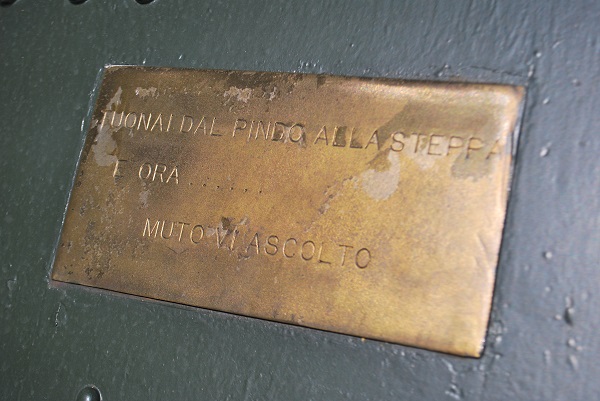 TUONAI DAL PINDO ALLA STEPPA
E ORA . . . . . .
MUTO VI ASCOLTO